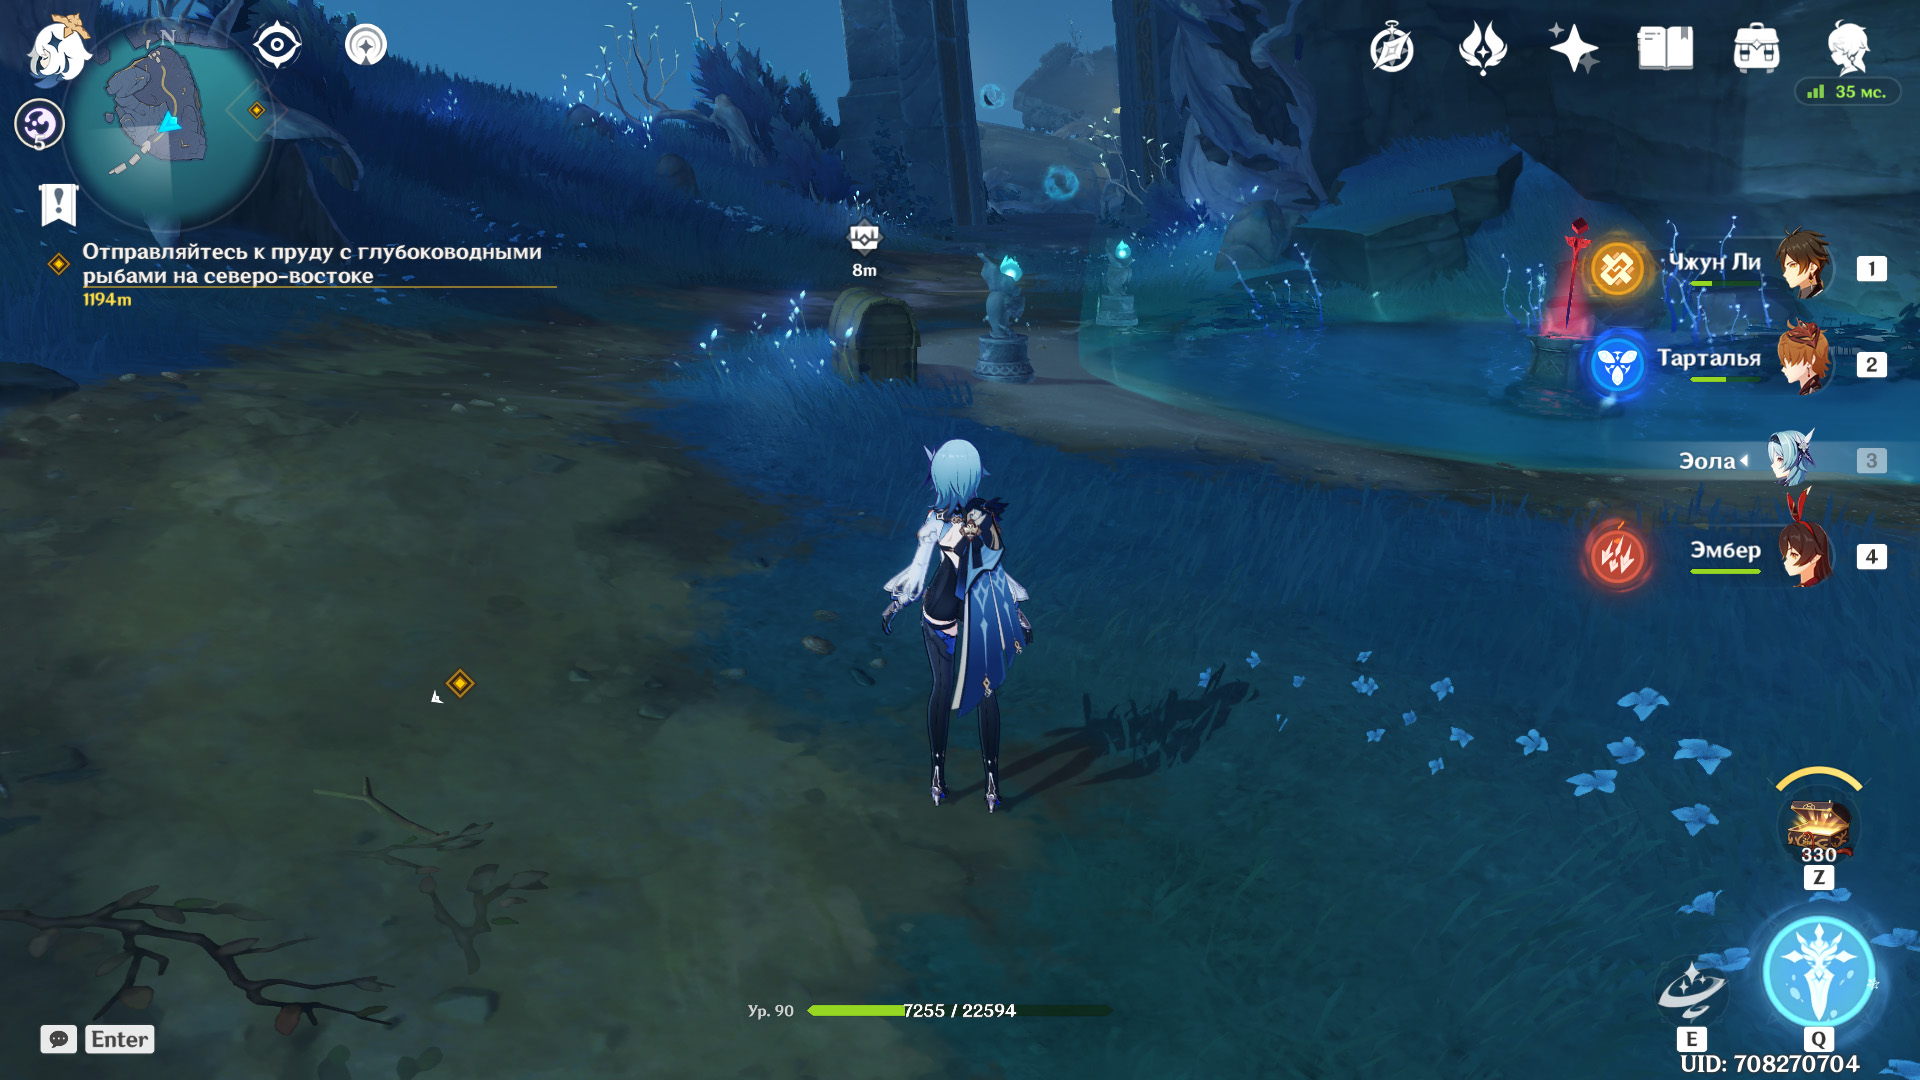 N
35 мс.
5
Отправляйтесь к пруду с глубоководными
рыбами на северо-востоке
1194m
8m
Чжун Ли
1
Тарталья
2
Эола
3
Эмбер
4
330
Z
Ур. 90
7255 / 22594
Enter
E
Q
UID: 708270704